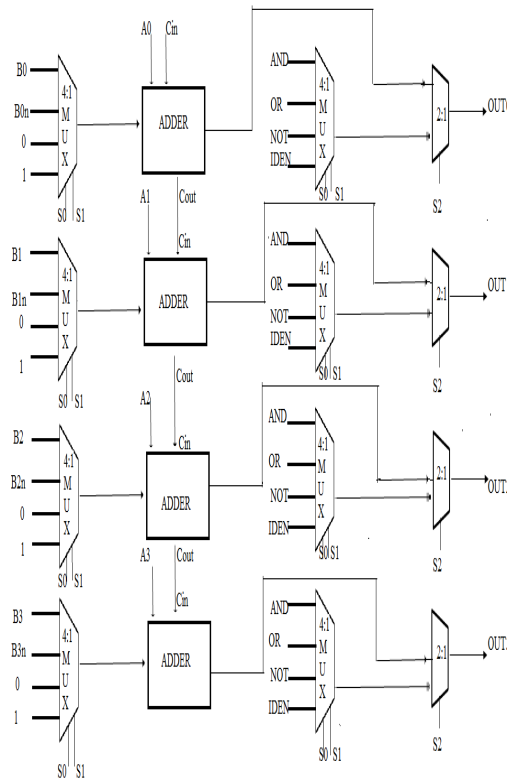 A0 Cin
B0 4:1 AND 4:1
B0n M ADDER OR M 2:1 OUT0
0 U NOT U
1 X IDEN X
S0 S1 A1 Cout S0 S1 S2
Cin
B1 4:1 AND 4:1
B1n M ADDER OR M 2:1 OUT
0 U NOT U
1 X IDEN X
S0 S1 Cout S0 S1 S2
A2
Cin
B2 4:1 AND 4:1
B2n M ADDER OR M 2:1 OUT
0 U NOT U
1 X IDEN X
S0 S1 A3 Cout S0 S1 S2
Cin
B3 4:1 AND 4:1
B3n M ADDER OR M 2:1 OUT
0 U NOT U
1 X IDEN X
S0 S1 S0 S1 S2